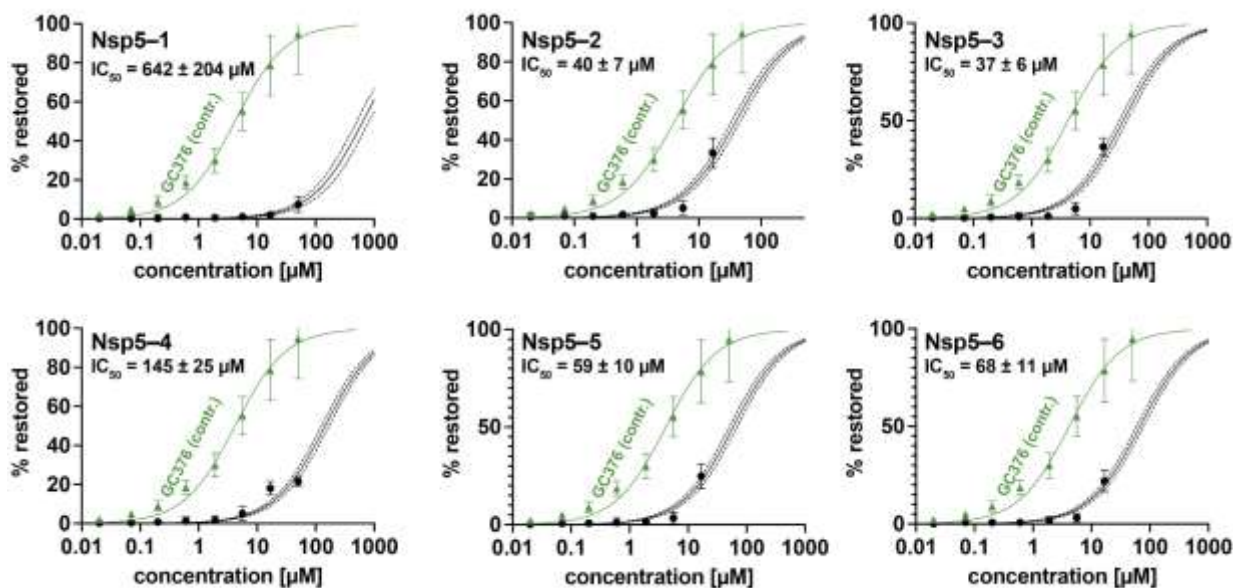 Nsp5–1
IC50 = 642 ± 204 µM
GC376 (contr.)
% restored
100
80
60
40
20
0
0.01 0.1 1 10 100 1000
concentration [µM]
Nsp5–2
IC50 = 40 ± 7 µM
GC376 (contr.)
% restored
100
80
60
40
20
0
0.01 0.1 1 10 100
concentration [µM]
Nsp5–3
IC50 = 37 ± 6 µM
GC376 (contr.)
% restored
100
50
0
0.01 0.1 1 10 100 1000
concentration [µM]
Nsp5–4
IC50 = 145 ± 25 µM
GC376 (contr.)
% restored
100
80
60
40
20
0
0.01 0.1 1 10 100 1000
concentration [µM]
Nsp5–5
IC50 = 59 ± 10 µM
GC376 (contr.)
% restored
100
50
0
0.01 0.1 1 10 100 1000
concentration [µM]
Nsp5–6
IC50 = 68 ± 11 µM
GC376 (contr.)
% restored
100
50
0
0.01 0.1 1 10 100 1000
concentration [µM]